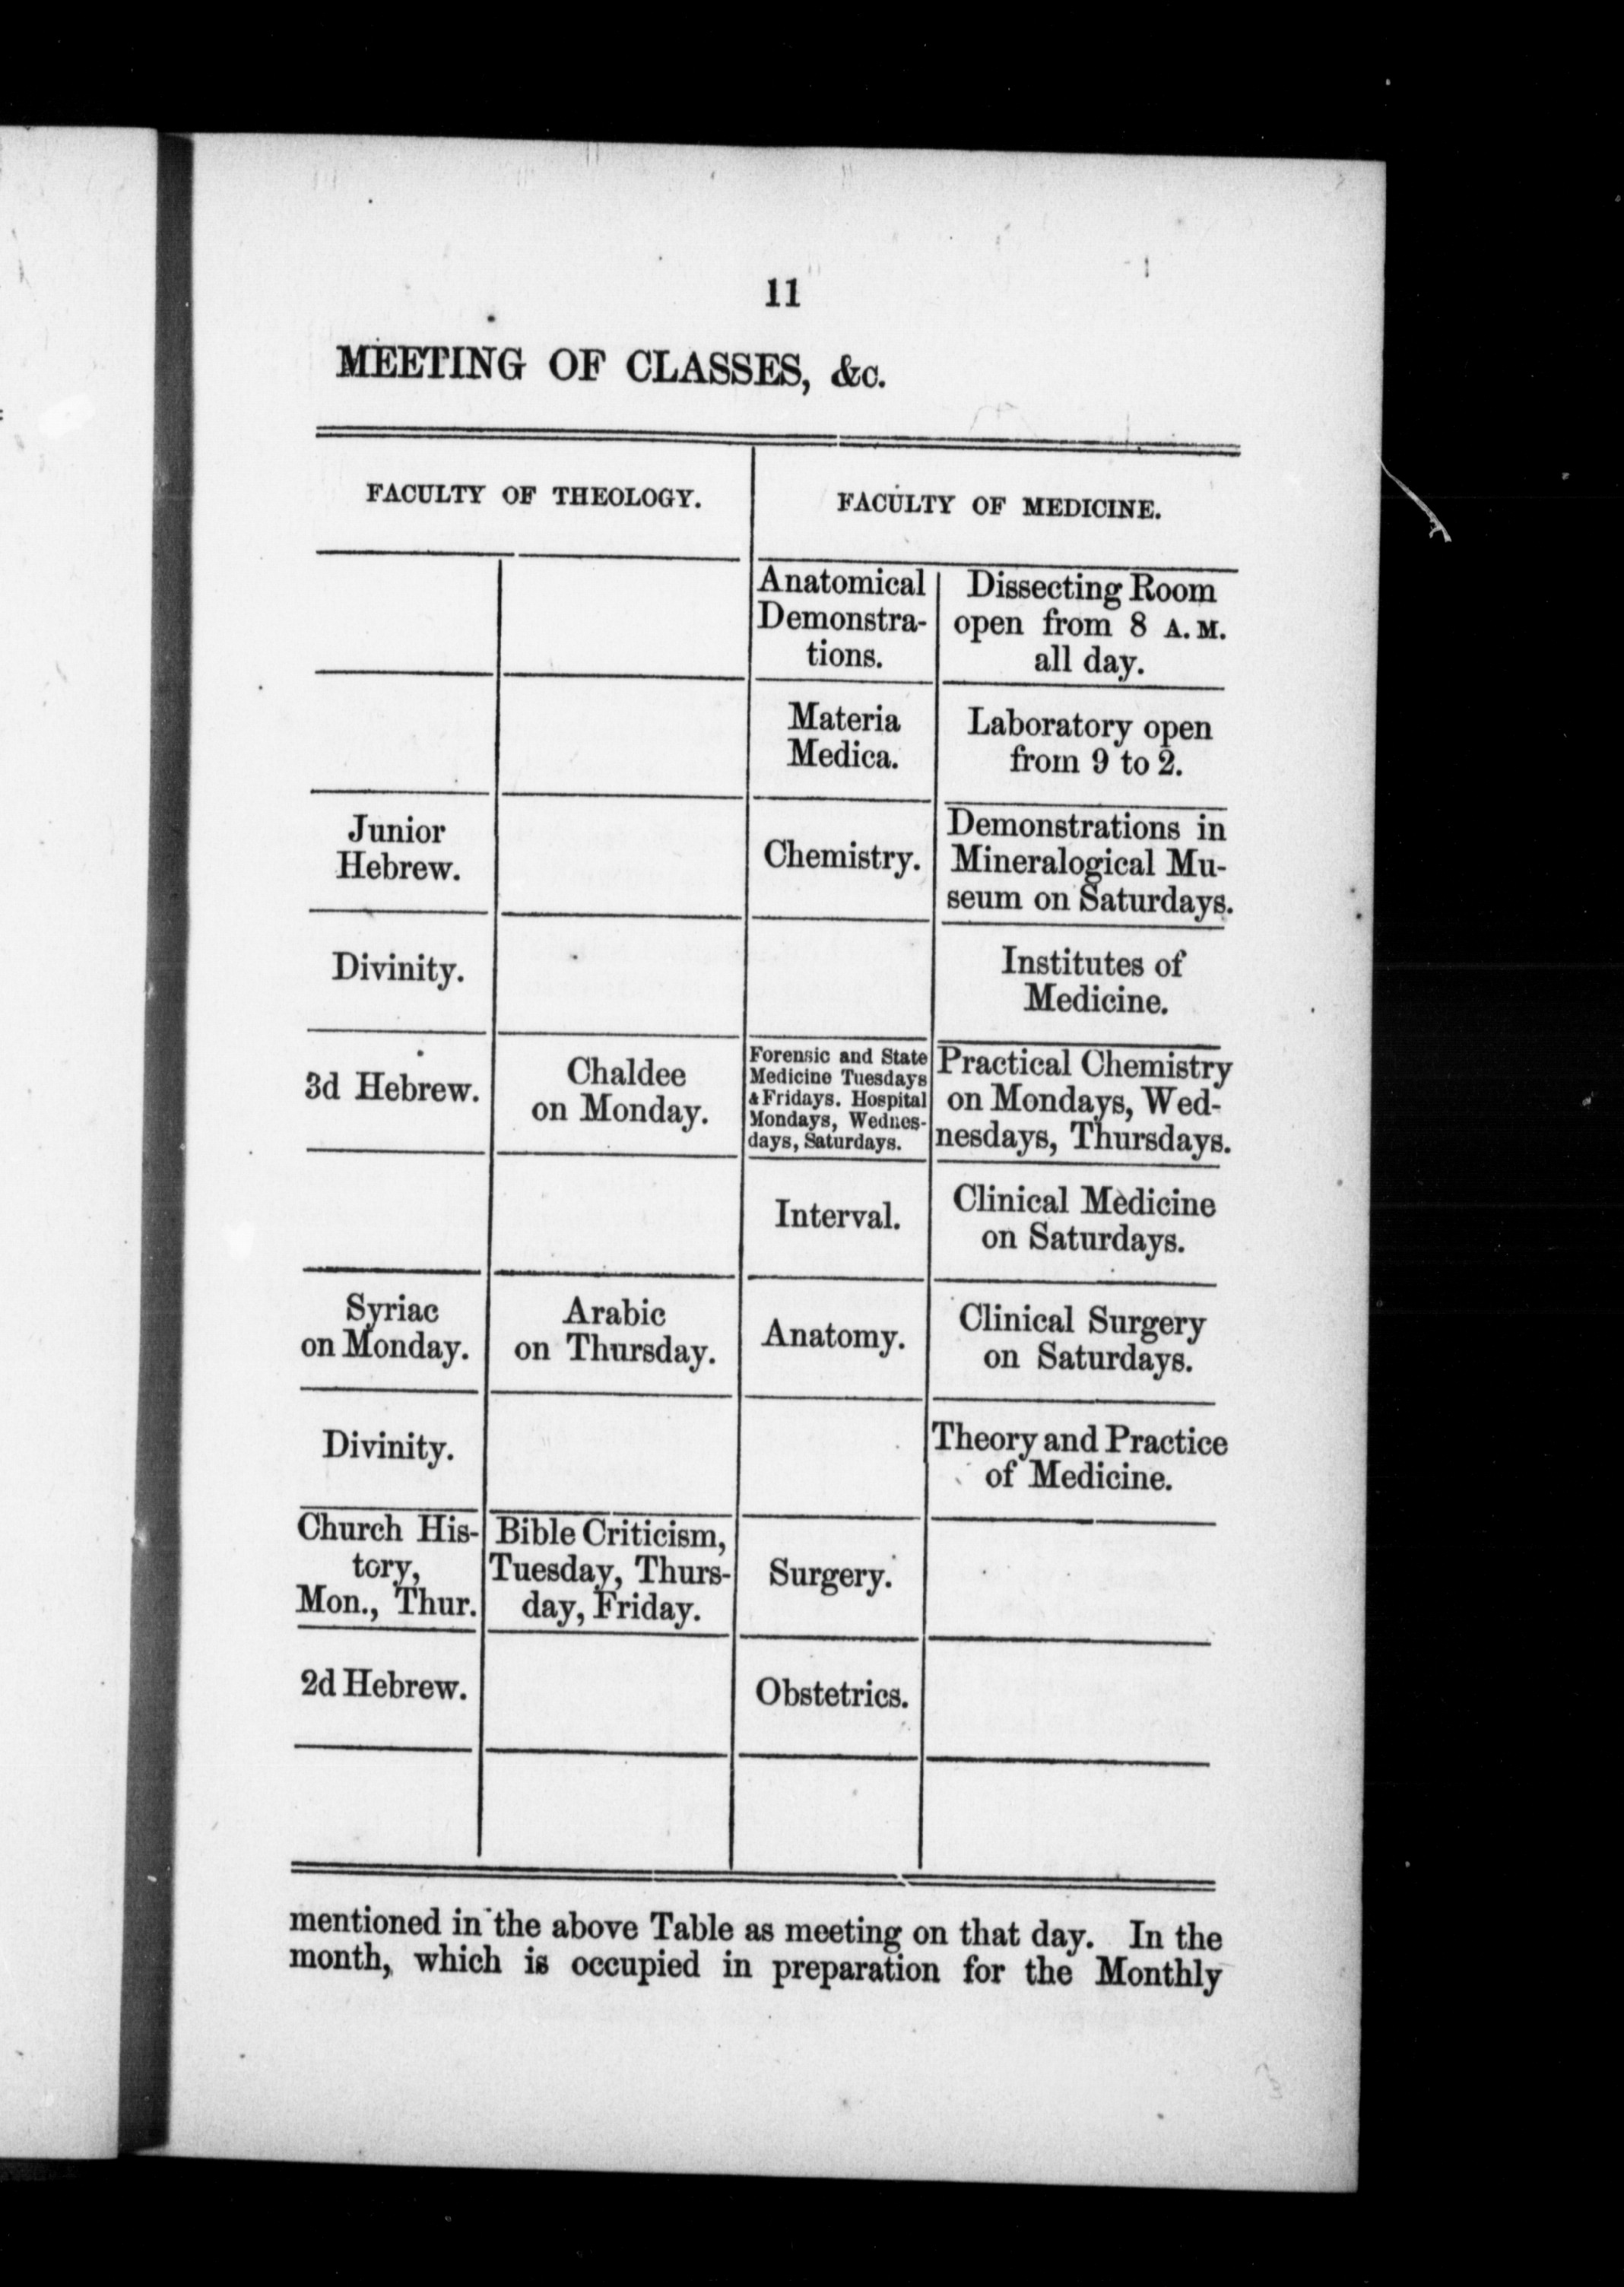 11
MEETING OF CLASSES, &c.
FACULTY OF THEOLOGY.
FACULTY OF MEDICINE.
Anatomical
Demonstra-
tions.
Dissecting Room
open from 8 A. M.
all day.
Materia
Medica.
Laboratory open
from 9 to 2.
Junior
Hebrew.
Chemistry.
Demonstrations in
Mineralogical Mu-
seum on Saturdays.
Divinity.
Institutes of
Medicine.
3d Hebrew.
Chaldee
on Monday.
Forensic and State
Medicine Tuesdays
& Fridays. Hospital
Mondays, Wednes-
days, Saturdays.
Practical Chemistry
on Mondays, Wed-
nesdays, Thursdays.
Interval.
Clinical Medicine
on Saturdays.
Syriac
on Monday.
Arabic
on Thursday.
Anatomy.
Clinical Surgery
on Saturdays.
Divinity.
Theory and Practice
of Medicine.
Church His-
tory,
Mon., Thur.
Bible Criticism,
Tuesday, Thurs-
day, Friday.
Surgery.
2d Hebrew.
Obstetrics.
mentioned in the above Table as meeting on that day. In the
month, which is occupied in preparation for the Monthly